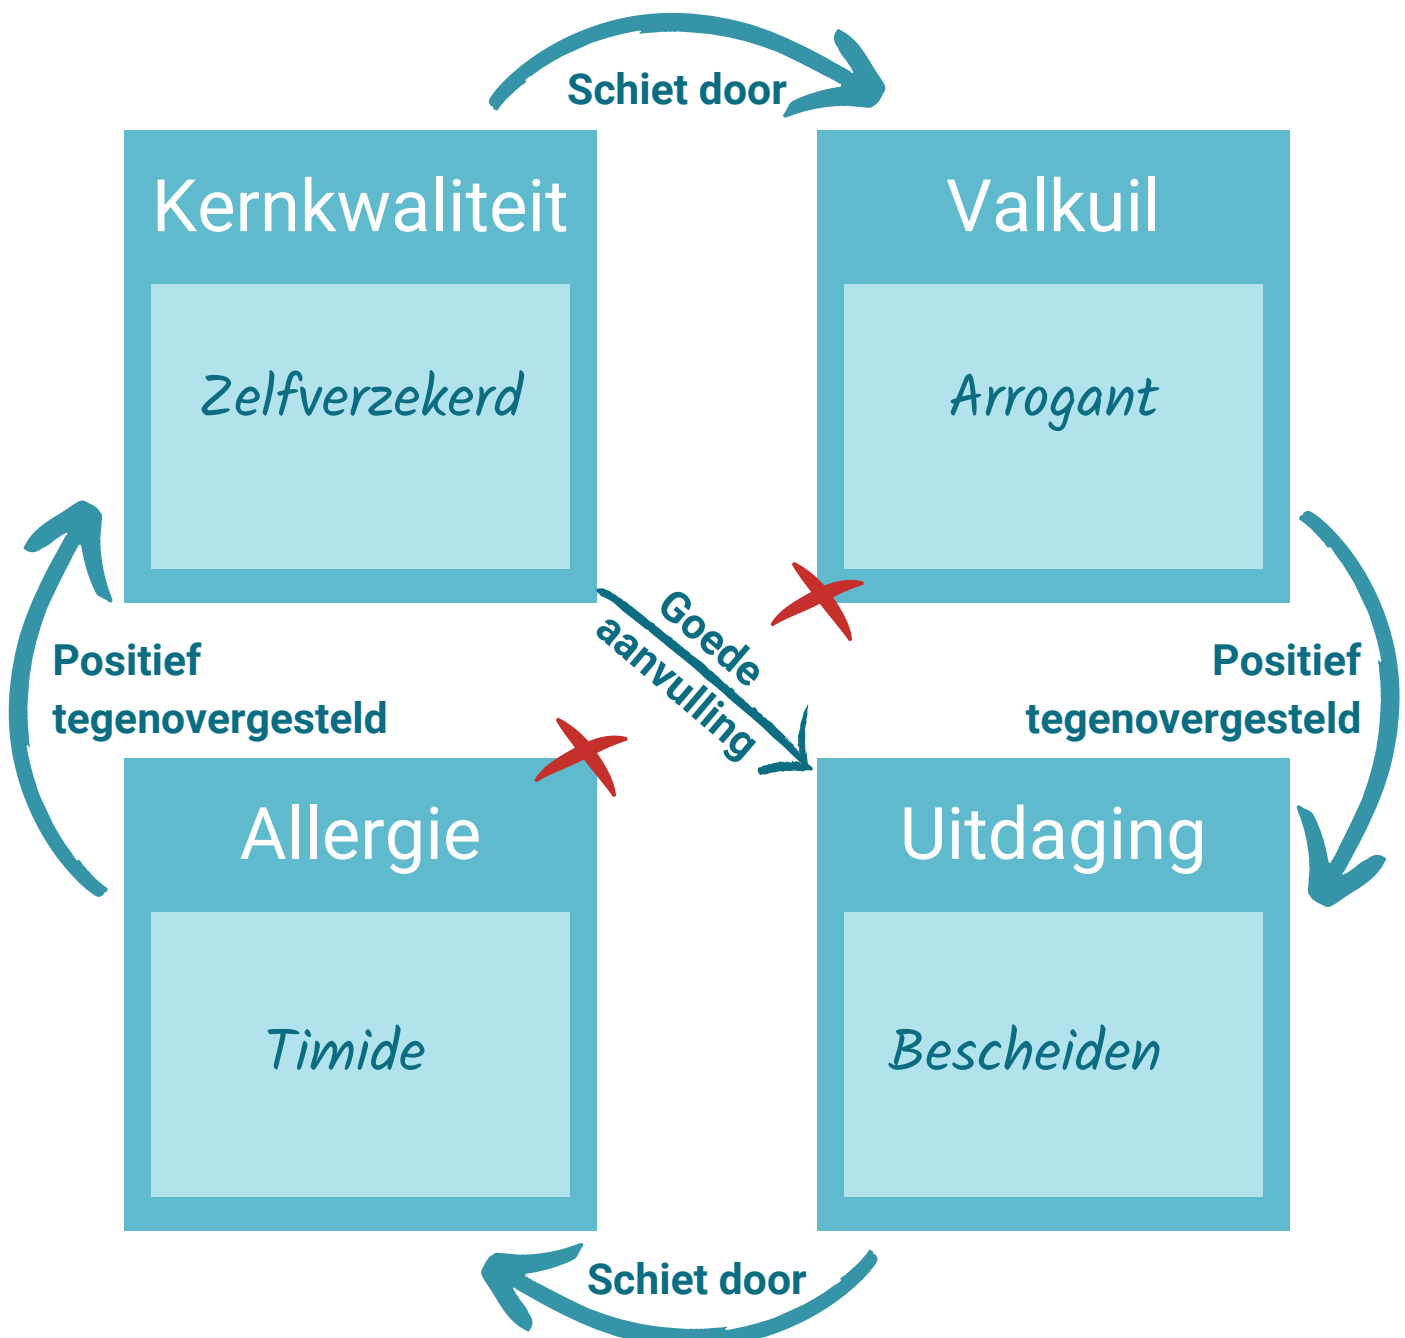 Schiet door
Kernkwaliteit
Valkuil
Zelfverzekerd
Arrogant
Goede
aanvulling
Positief
tegenovergesteld
Positief
tegenovergesteld
Allergie
Uitdaging
Timide
Bescheiden
Schiet door